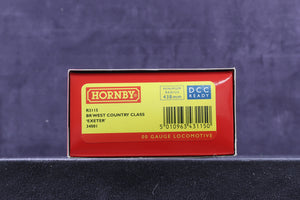 HORNBY
MINIMUM
RADIUS
438mm
DCC
READY
R3115
BR WEST COUNTRY CLASS
'EXETER'
34001
5 010963 431150
00 GAUGE LOCOMOTIVE